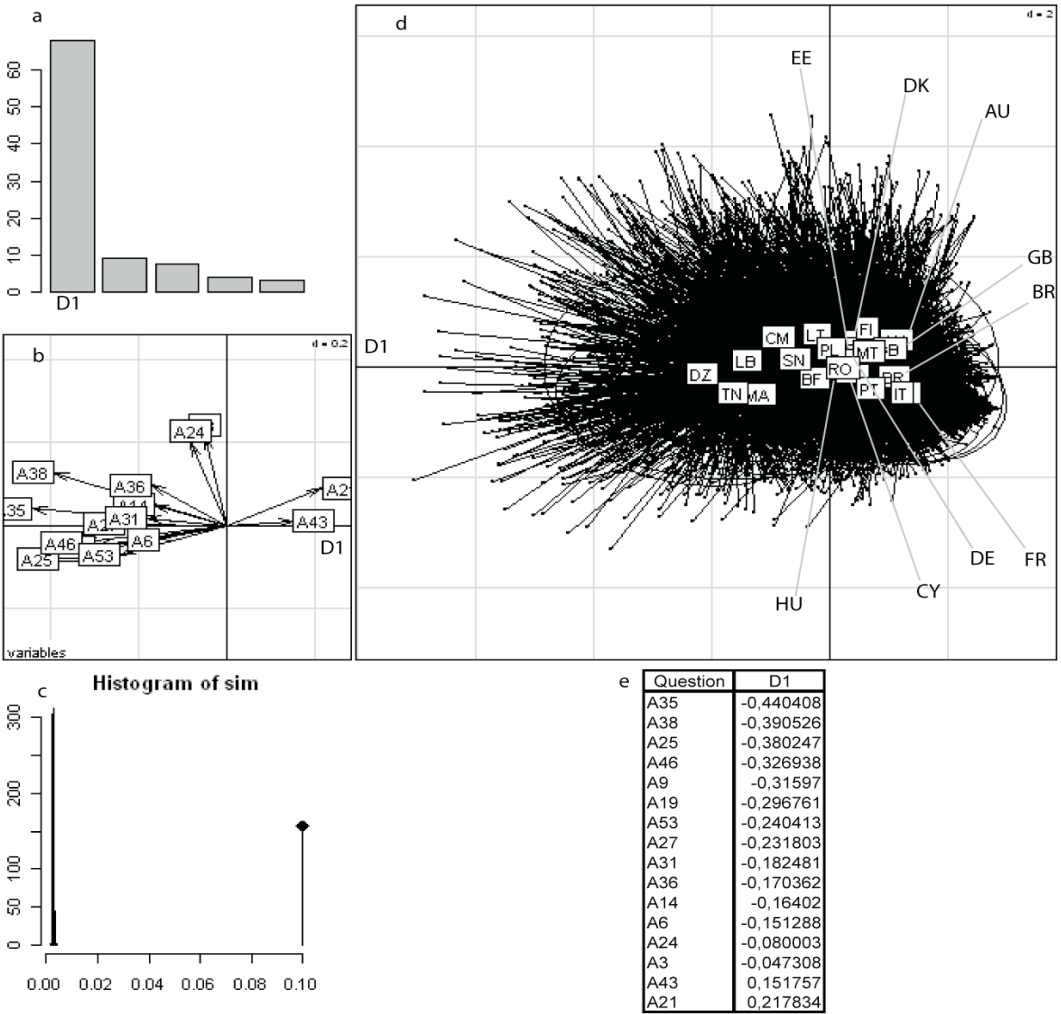 a
60
50
40
30
20
10
0
D1
b
d = 0.2
A24
A38
A36
A31
A46
A6
A53
A25
A43
D1
variables
c
Histogram of sim
300
200
100
50
0
0.00 0.02 0.04 0.06 0.08 0.10
d
d = 2
EE
DK
AU
GB
BR
D1
CM
LT
FI
PL
MT
LB
SN
DZ
RO
BF
TN
MA
PT
IT
DE
FR
CY
HU
e
Question D1
A35 -0,440408
A38 -0,390526
A25 -0,380247
A46 -0,326938
A9 -0,31597
A19 -0,296761
A53 -0,240413
A27 -0,231803
A31 -0,182481
A36 -0,170362
A14 -0,16402
A6 -0,151288
A24 -0,080003
A3 -0,047308
A43 0,151757
A21 0,217834